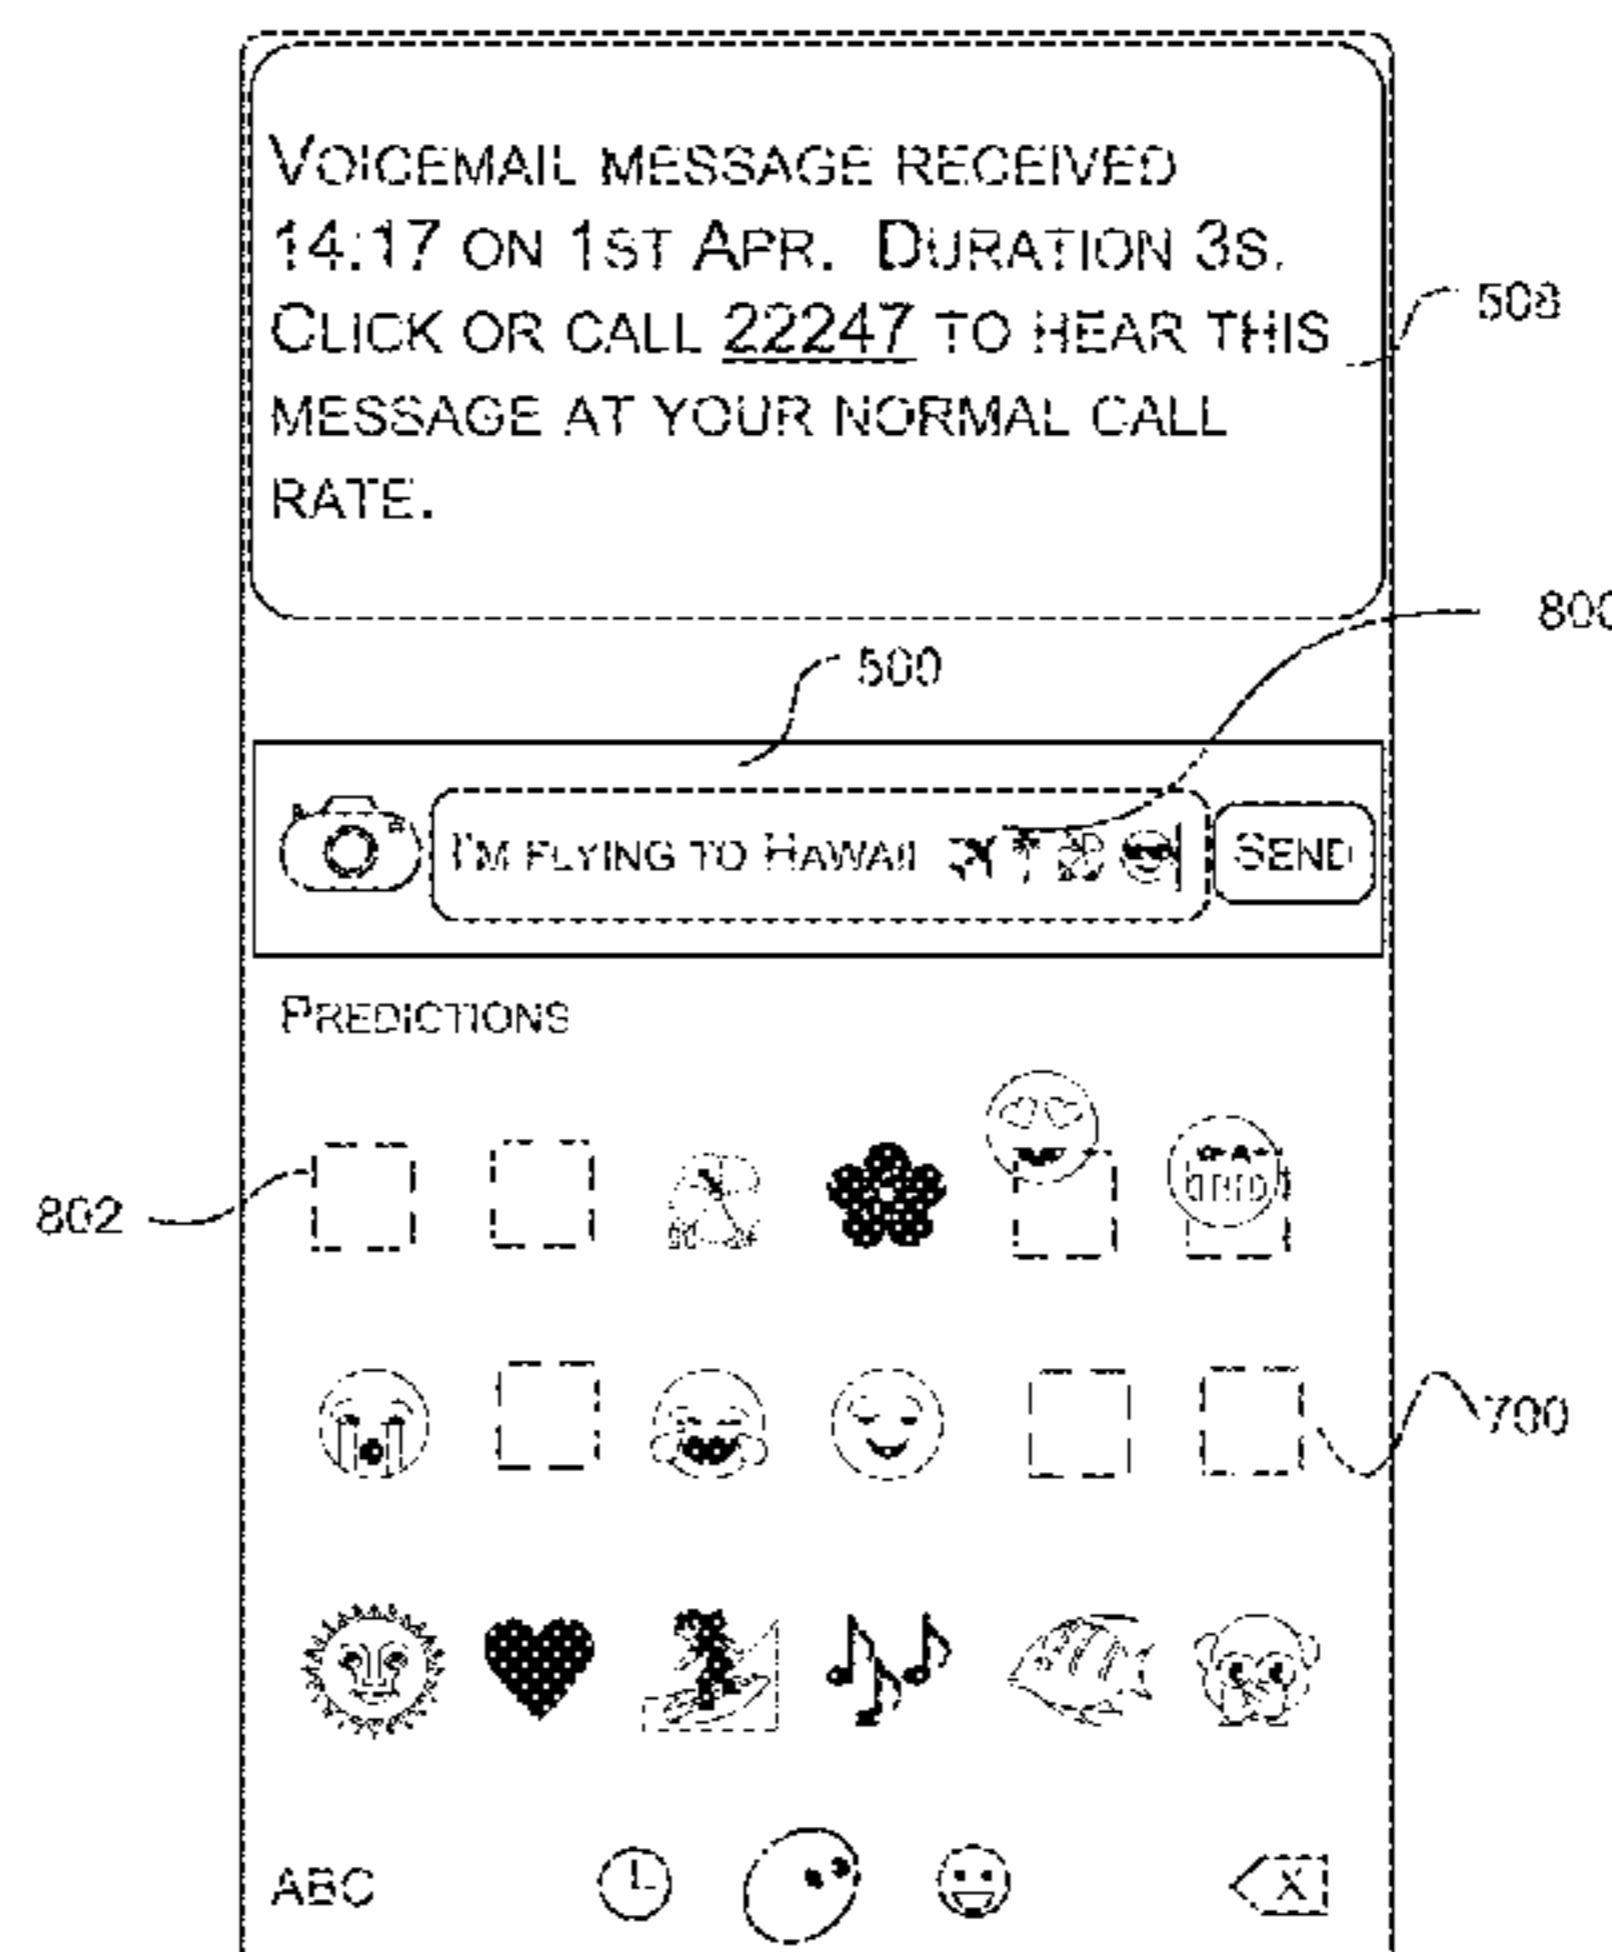 VOICEMAIL MESSAGE RECEIVED
14:17 ON 1ST APR. DURATION 3S.
CLICK OR CALL 22247 TO HEAR THIS
MESSAGE AT YOUR NORMAL CALL
RATE.
508
800
500
I'M FLYING TO HAWAII
SEND
PREDICTIONS
802
700
ABC
X